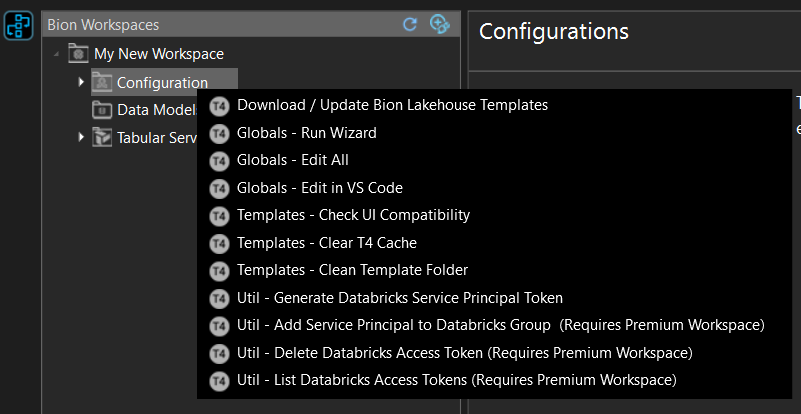 Bion Workspaces
Configurations
My New Workspace
Configuration
Data Models
Tabular Serv
T4 Download / Update Bion Lakehouse Templates
T4 Globals - Run Wizard
T4 Globals - Edit All
T4 Globals - Edit in VS Code
T4 Templates - Check UI Compatibility
T4 Templates - Clear T4 Cache
T4 Templates - Clean Template Folder
T4 Util - Generate Databricks Service Principal Token
T4 Util - Add Service Principal to Databricks Group (Requires Premium Workspace)
T4 Util - Delete Databricks Access Token (Requires Premium Workspace)
T4 Util - List Databricks Access Tokens (Requires Premium Workspace)